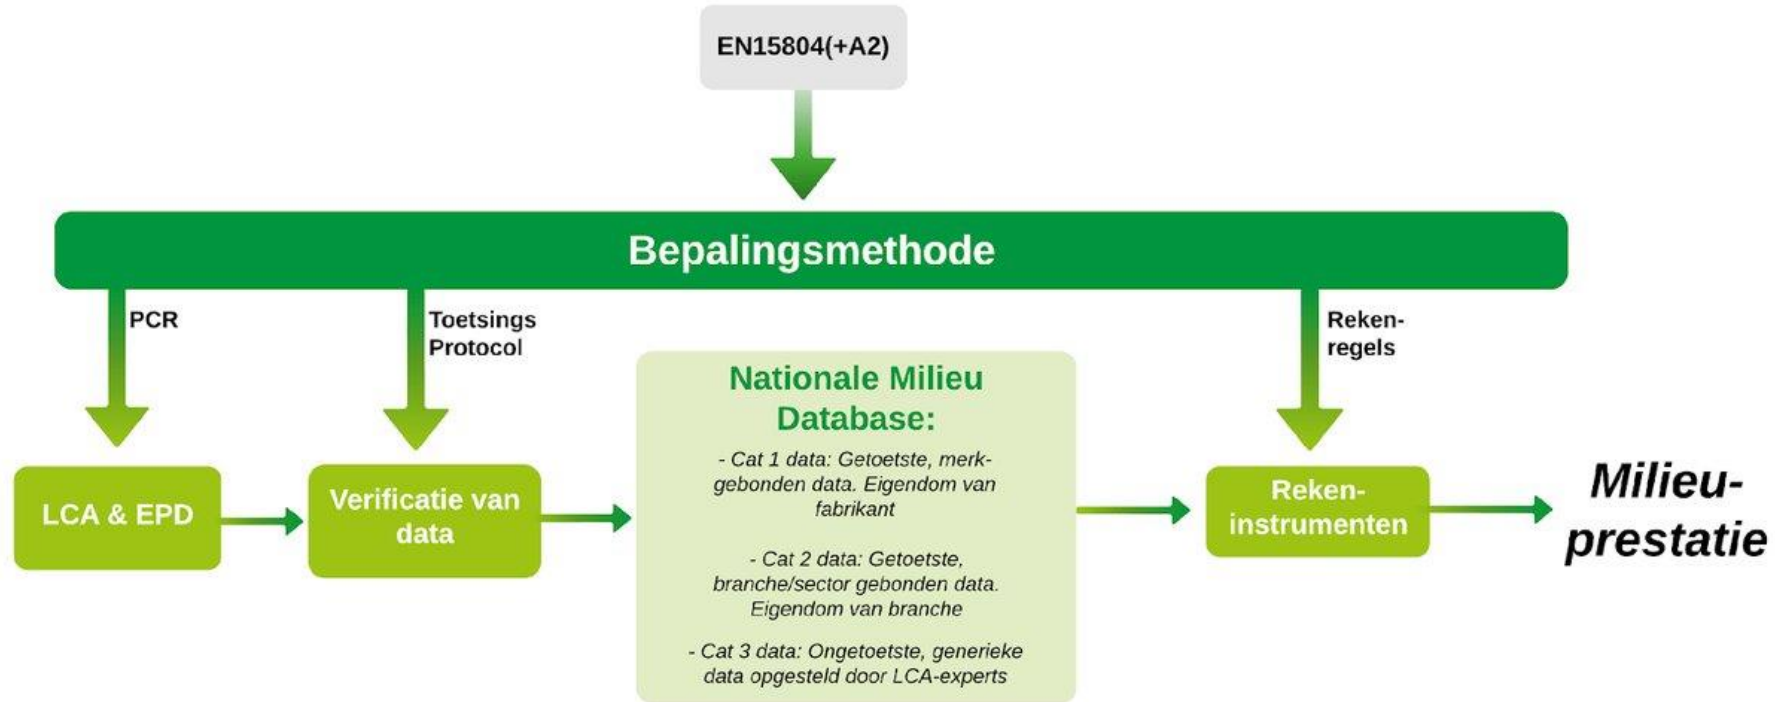 EN15804(+A2)
Bepalingsmethode
PCR
Toetsings
Protocol
Reken-
regels
LCA & EPD
Verificatie van
data
Nationale Milieu
Database:
- Cat 1 data: Getoetste, merk-
gebonden data. Eigendom van
fabrikant
- Cat 2 data: Getoetste,
branche/sector gebonden data.
Eigendom van branche
- Cat 3 data: Ongetoetste, generieke
data opgesteld door LCA-experts
Reken-
instrumenten
Milieu-
prestatie